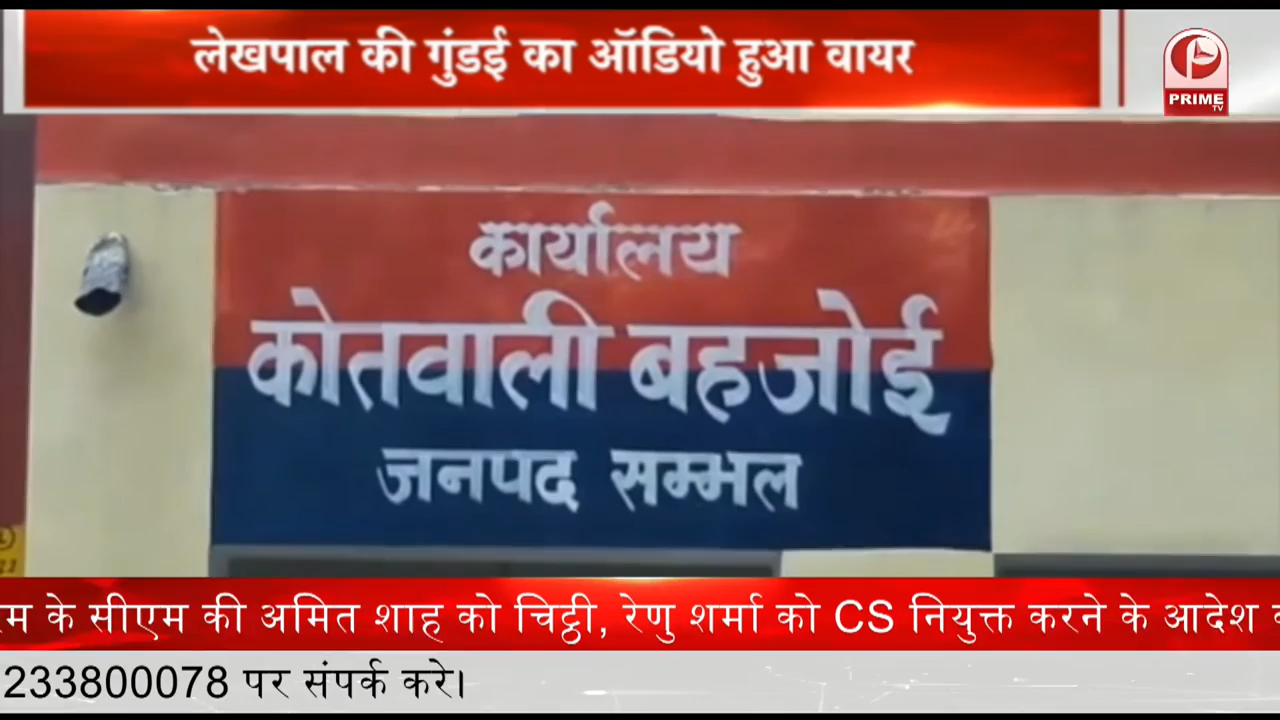 लेखपाल की गुंडई का ऑडियो हुआ वायर
PRIME
TV
कार्यालय
कोतवाली बहजोई
जनपद सम्भल
के सीएम की अमित शाह को चिट्ठी, रेणु शर्मा को CS नियुक्त करने के आदेश
233800078 पर संपर्क करे।